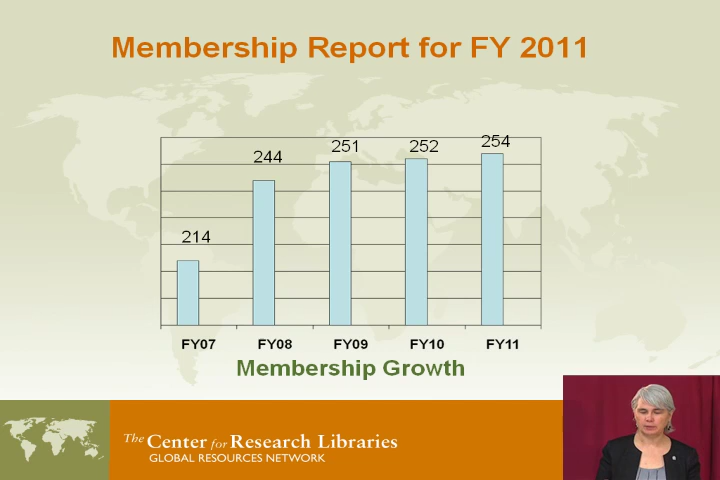 Membership Report for FY 2011
214
244
251
252
254
FY07 FY08 FY09 FY10 FY11
Membership Growth
The Center for Research Libraries
GLOBAL RESOURCES NETWORK